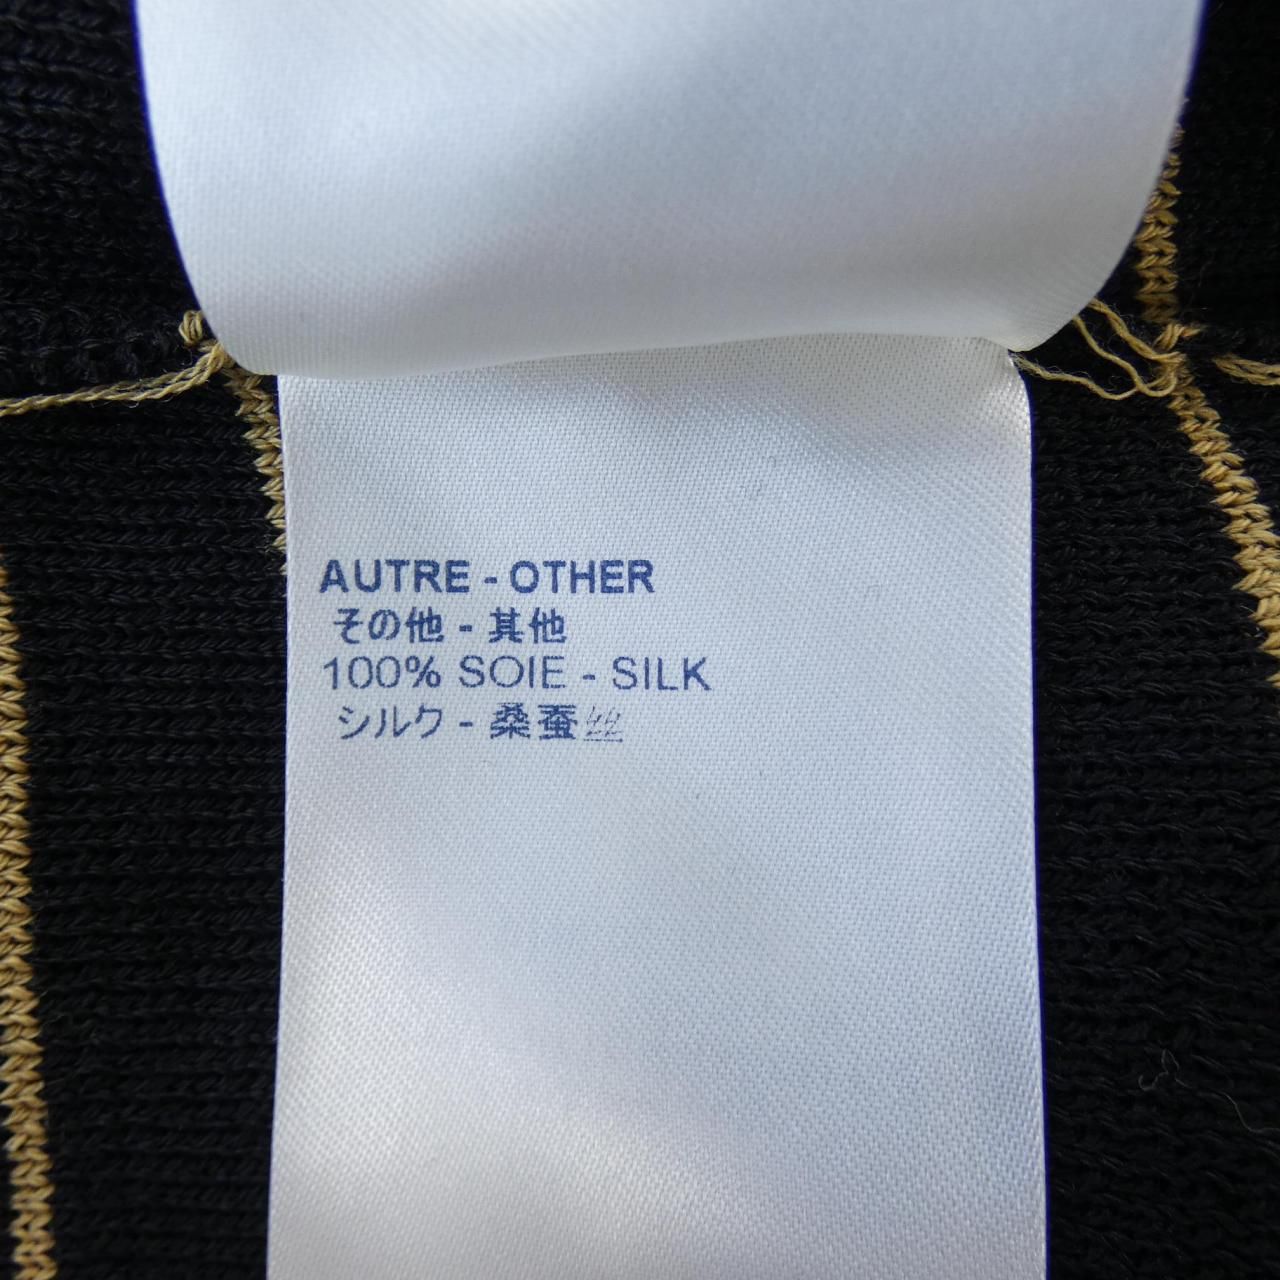 AUTRE - OTHER
その他 - 其他
100% SOIE - SILK
シルク - 桑蚕丝